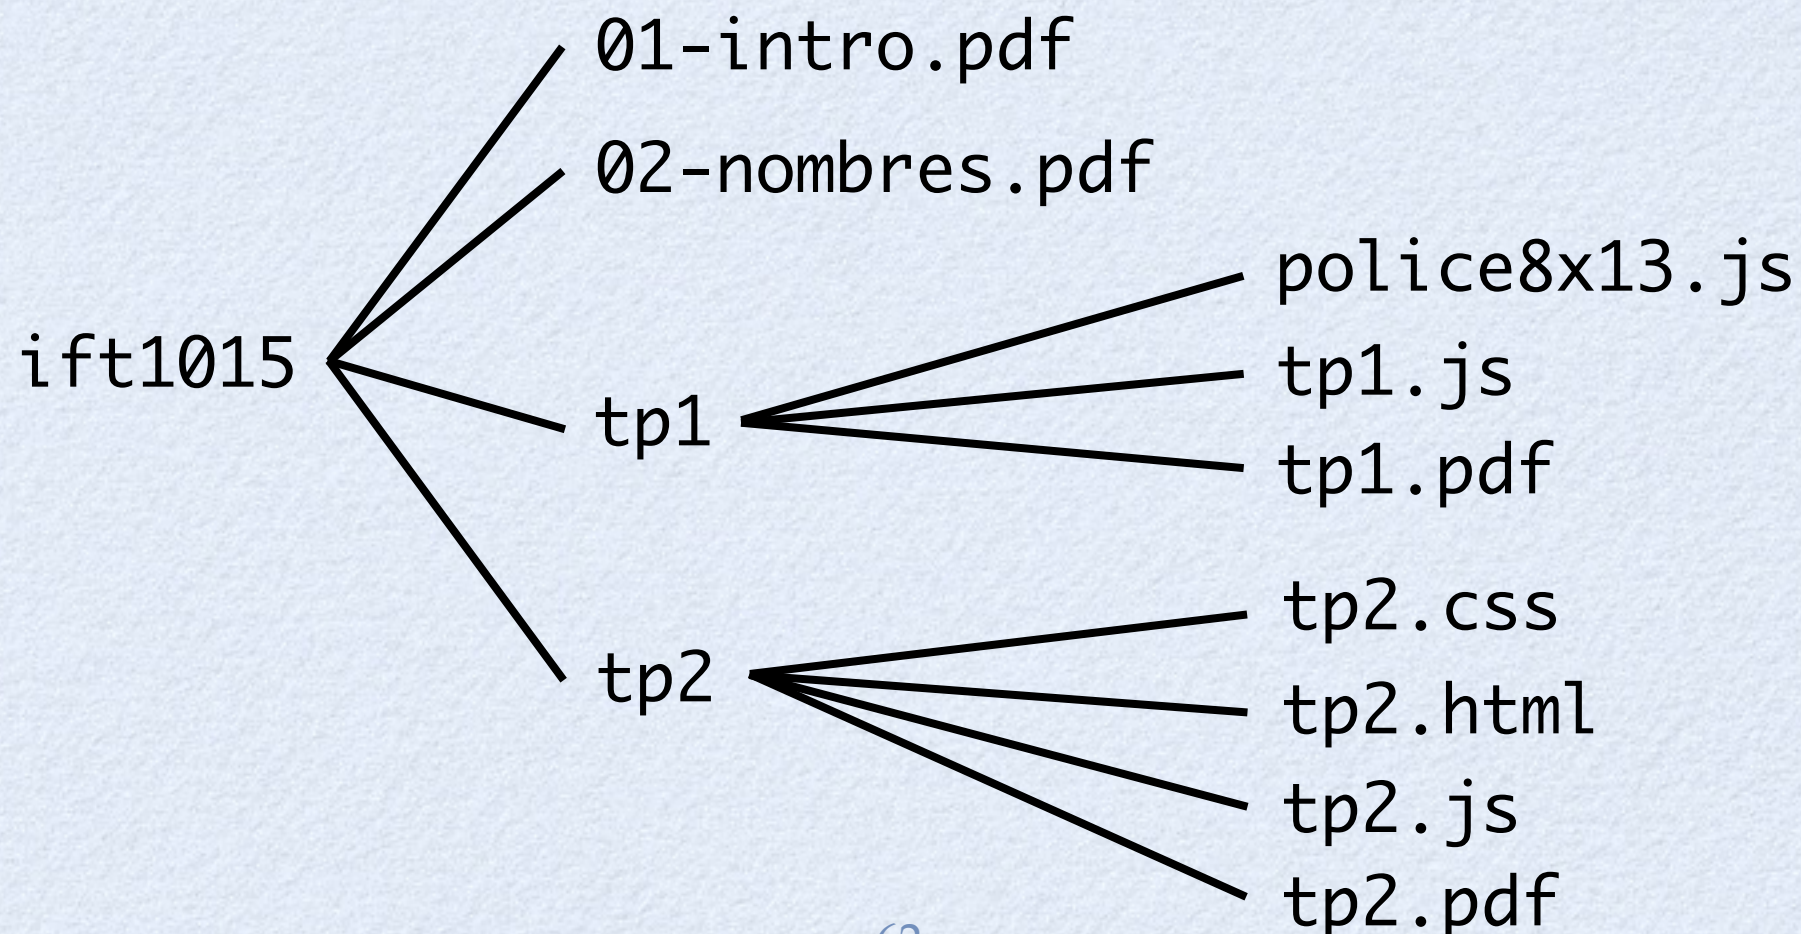 01-intro.pdf
02-nombres.pdf
police8x13.js
ift1015
tp1.js
tp1
tp1.pdf
tp2.css
tp2
tp2.html
tp2.js
tp2.pdf